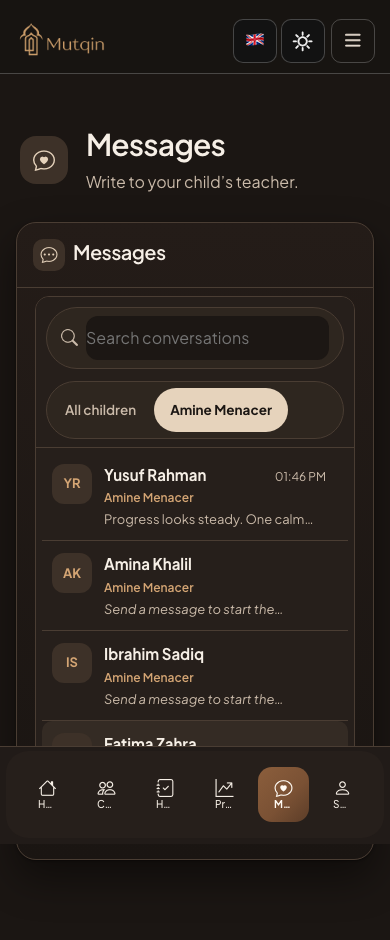 Mutqin
Messages
Write to your child's teacher.
Messages
Search conversations
All children
Amine Menacer
YR
Yusuf Rahman
01:46 PM
Amine Menacer
Progress looks steady. One calm…
AK
Amina Khalil
Amine Menacer
Send a message to start the…
IS
Ibrahim Sadiq
Amine Menacer
Send a message to start the…
Fatima Zahra
H…
C…
H…
Pr…
M…
S…